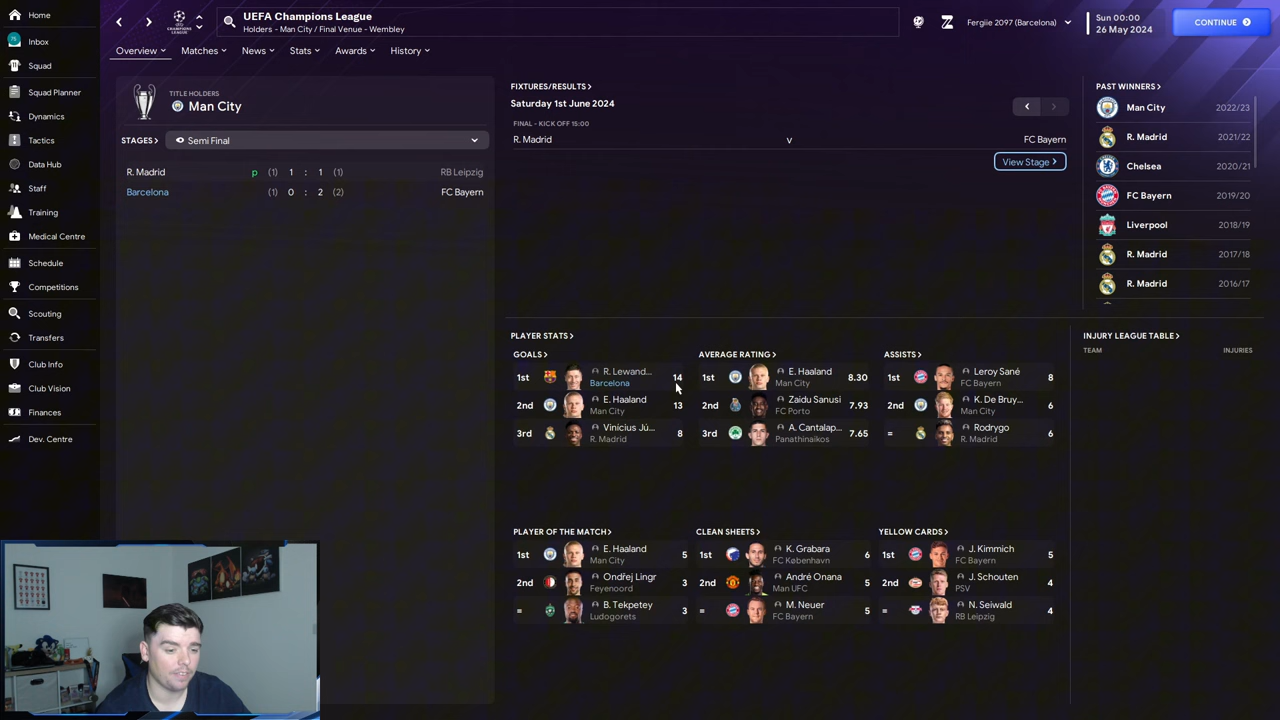 Home
Inbox
75
Squad
Squad Planner
Dynamics
Tactics
Data Hub
Staff
Training
Medical Centre
Schedule
Competitions
Scouting
Transfers
Club Info
Club Vision
Finances
Dev. Centre
UEFA Champions League
Holders - Man City / Final Venue - Wembley
Fergiie 2097 (Barcelona)
Sun 00:00
26 May 2024
CONTINUE
Overview
Matches
News
Stats
Awards
History
TITLE HOLDERS
Man City
STAGES
Semi Final
R. Madrid p (1) 1 : 1 (1) RB Leipzig
Barcelona (1) 0 : 2 (2) FC Bayern
FIXTURES/RESULTS
Saturday 1st June 2024
FINAL - KICK OFF 15:00
R. Madrid v FC Bayern
View Stage
PAST WINNERS
Man City 2022/23
R. Madrid 2021/22
Chelsea 2020/21
FC Bayern 2019/20
Liverpool 2018/19
R. Madrid 2017/18
R. Madrid 2016/17
PLAYER STATS
GOALS
1st R. Lewand... Barcelona 14
2nd E. Haaland Man City 13
3rd Vinícius Jú... R. Madrid 8
AVERAGE RATING
1st E. Haaland Man City 8.30
2nd Zaidu Sanusi FC Porto 7.93
3rd A. Cantalap... Panathinaikos 7.65
ASSISTS
1st Leroy Sané FC Bayern 8
2nd K. De Bruy... Man City 6
= Rodrygo R. Madrid 6
PLAYER OF THE MATCH
1st E. Haaland Man City 5
2nd Ondřej Lingr Feyenoord 3
= B. Tekpetey Ludogorets 3
CLEAN SHEETS
1st K. Grabara FC København 6
2nd André Onana Man UFC 5
= M. Neuer FC Bayern 5
YELLOW CARDS
1st J. Kimmich FC Bayern 5
2nd J. Schouten PSV 4
= N. Seiwald RB Leipzig 4
INJURY LEAGUE TABLE
TEAM INJURIES